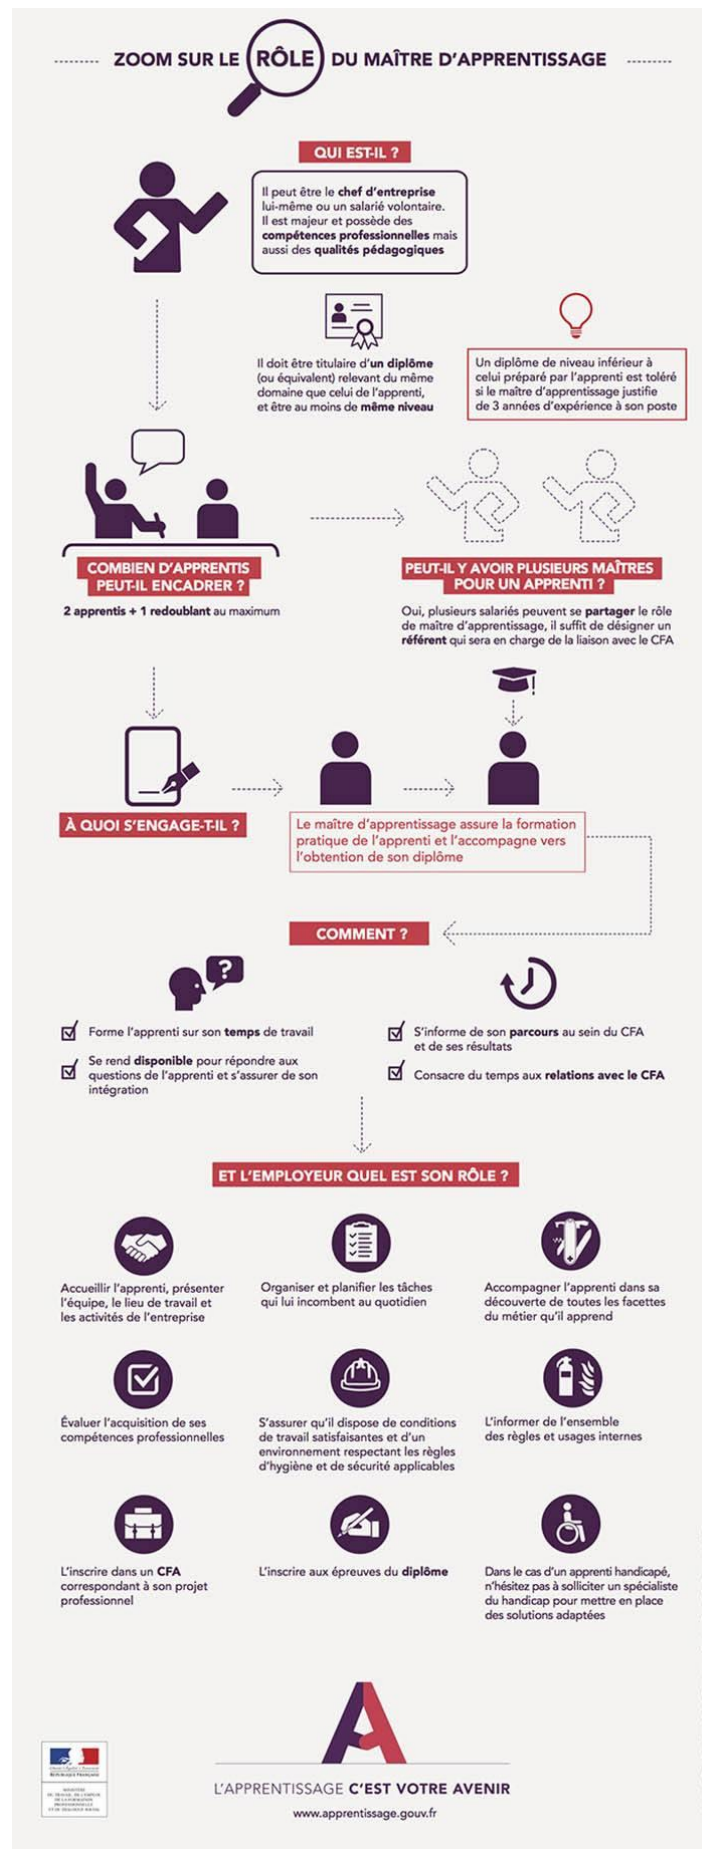 ZOOM SUR LE RÔLE DU MAÎTRE D'APPRENTISSAGE
QUI EST-IL ?
Il peut être le chef d'entreprise
lui-même ou un salarié volontaire.
Il est majeur et possède des
compétences professionnelles mais
aussi des qualités pédagogiques
Il doit être titulaire d'un diplôme
(ou équivalent) relevant du même
domaine que celui de l'apprenti,
et être au moins de même niveau
Un diplôme de niveau inférieur à
celui préparé par l'apprenti est toléré
si le maître d'apprentissage justifie
de 3 années d'expérience à son poste
COMBIEN D'APPRENTIS
PEUT-IL ENCADRER ?
2 apprentis + 1 redoublant au maximum
PEUT-IL Y AVOIR PLUSIEURS MAÎTRES
POUR UN APPRENTI ?
Oui, plusieurs salariés peuvent se partager le rôle
de maître d'apprentissage, il suffit de désigner un
référent qui sera en charge de la liaison avec le CFA
À QUOI S'ENGAGE-T-IL ?
Le maître d'apprentissage assure la formation
pratique de l'apprenti et l'accompagne vers
l'obtention de son diplôme
COMMENT ?
?
Forme l'apprenti sur son temps de travail
Se rend disponible pour répondre aux
questions de l'apprenti et s'assurer de son
intégration
S'informe de son parcours au sein du CFA
et de ses résultats
Consacre du temps aux relations avec le CFA
ET L'EMPLOYEUR QUEL EST SON RÔLE ?
Accueillir l'apprenti, présenter
l'équipe, le lieu de travail et
les activités de l'entreprise
Organiser et planifier les tâches
qui lui incombent au quotidien
Accompagner l'apprenti dans sa
découverte de toutes les facettes
du métier qu'il apprend
Évaluer l'acquisition de ses
compétences professionnelles
S'assurer qu'il dispose de conditions
de travail satisfaisantes et d'un
environnement respectant les règles
d'hygiène et de sécurité applicables
L'informer de l'ensemble
des règles et usages internes
L'inscrire dans un CFA
correspondant à son projet
professionnel
L'inscrire aux épreuves du diplôme
Dans le cas d'un apprenti handicapé,
n'hésitez pas à solliciter un spécialiste
du handicap pour mettre en place
des solutions adaptées
RÉPUBLIQUE FRANÇAISE
L'APPRENTISSAGE C'EST VOTRE AVENIR
www.apprentissage.gouv.fr